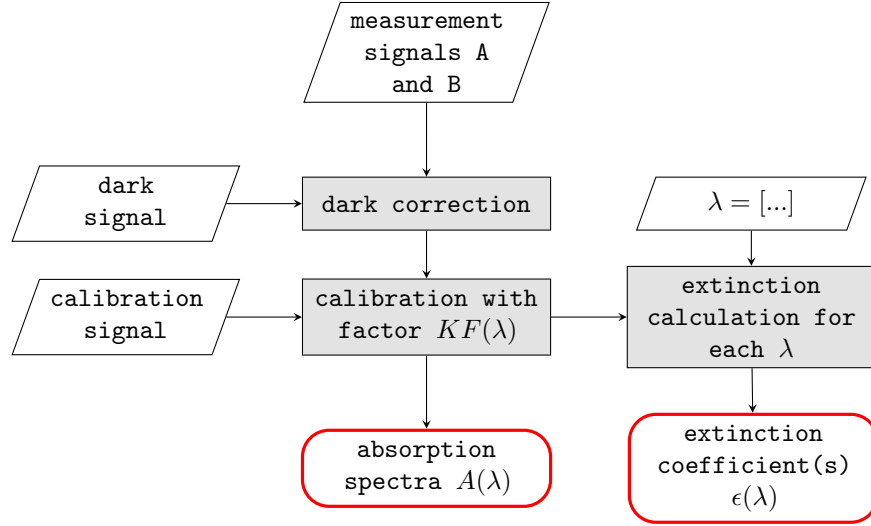 measurement
signals A
and B
dark
signal
dark correction
λ = [...]
calibration
signal
calibration with
factor KF(λ)
extinction
calculation for
each λ
absorption
spectra A(λ)
extinction
coefficient(s)
ϵ(λ)